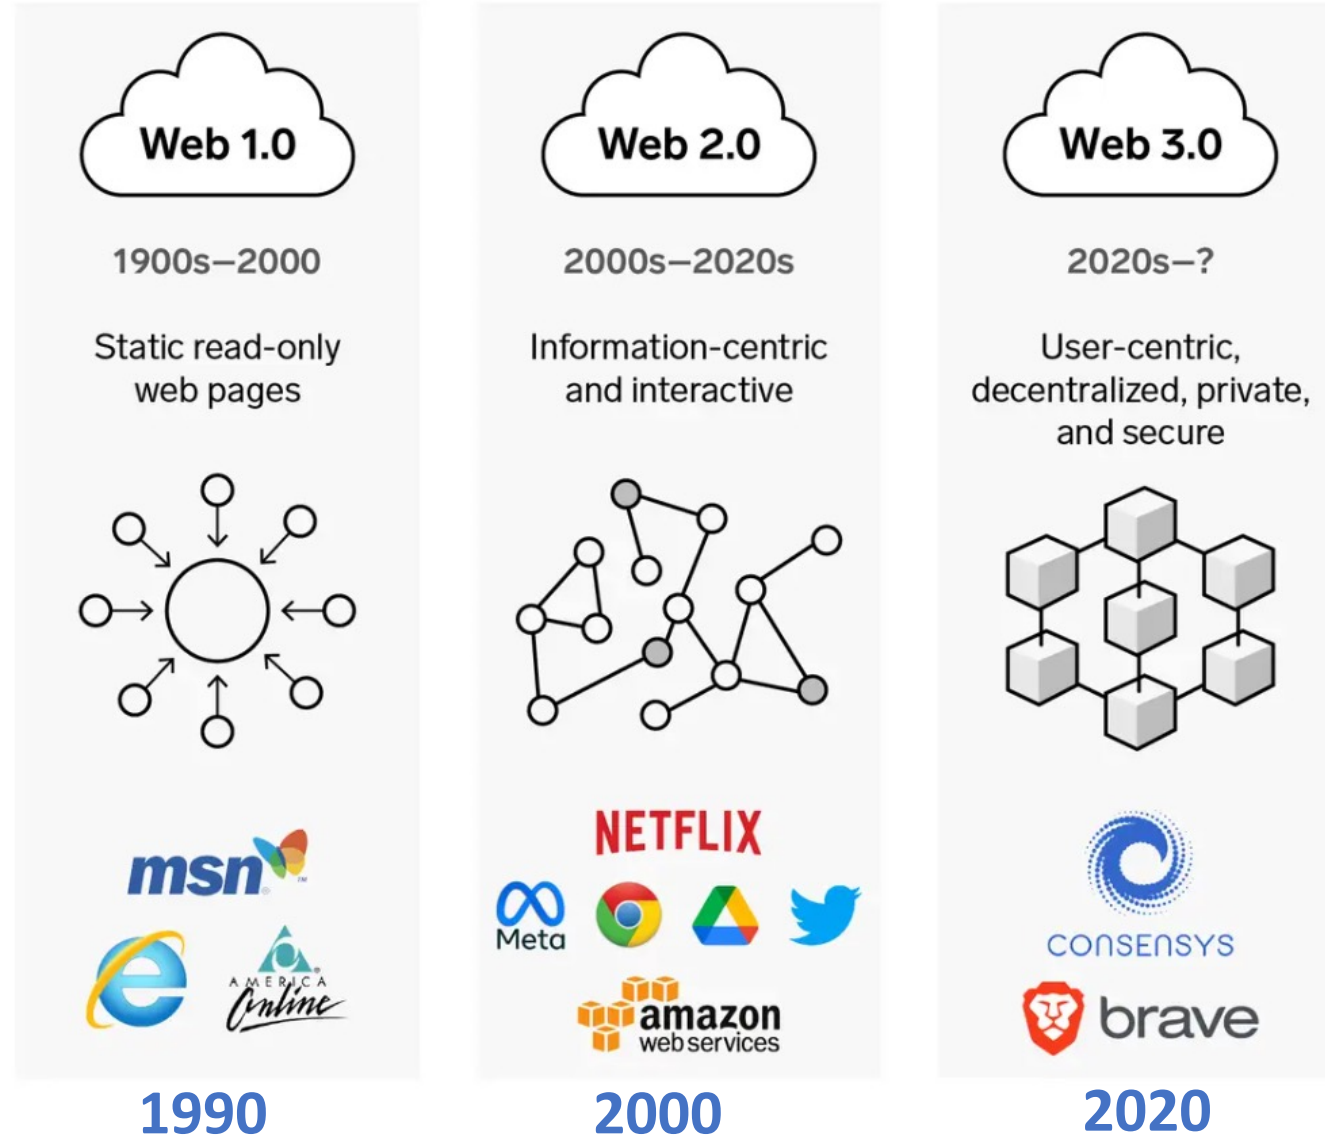 Web 1.0
1900s–2000
Static read-only
web pages
msn
TM
AMERICA
Online
1990
Web 2.0
2000s–2020s
Information-centric
and interactive
NETFLIX
Meta
amazon
webservices
2000
Web 3.0
2020s–?
User-centric,
decentralized, private,
and secure
CONSENSYS
brave
2020